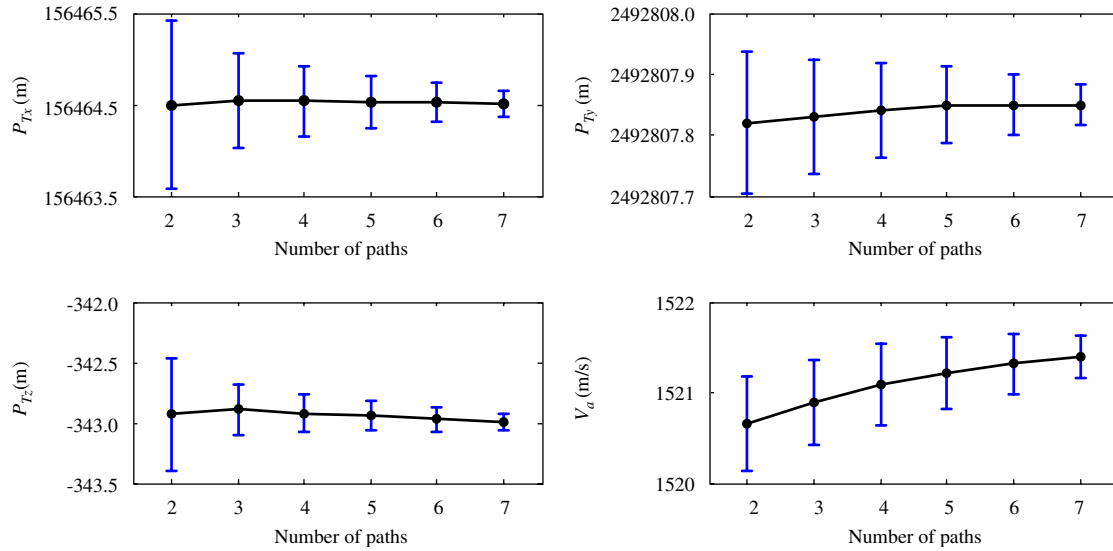 156465.5
156464.5
156463.5
P_Tx (m)
2 3 4 5 6 7
Number of paths
2492808.0
2492807.9
2492807.8
2492807.7
P_Ty (m)
2 3 4 5 6 7
Number of paths
-342.0
-342.5
-343.0
-343.5
P_Tz(m)
2 3 4 5 6 7
Number of paths
1522
1521
1520
V_a (m/s)
2 3 4 5 6 7
Number of paths